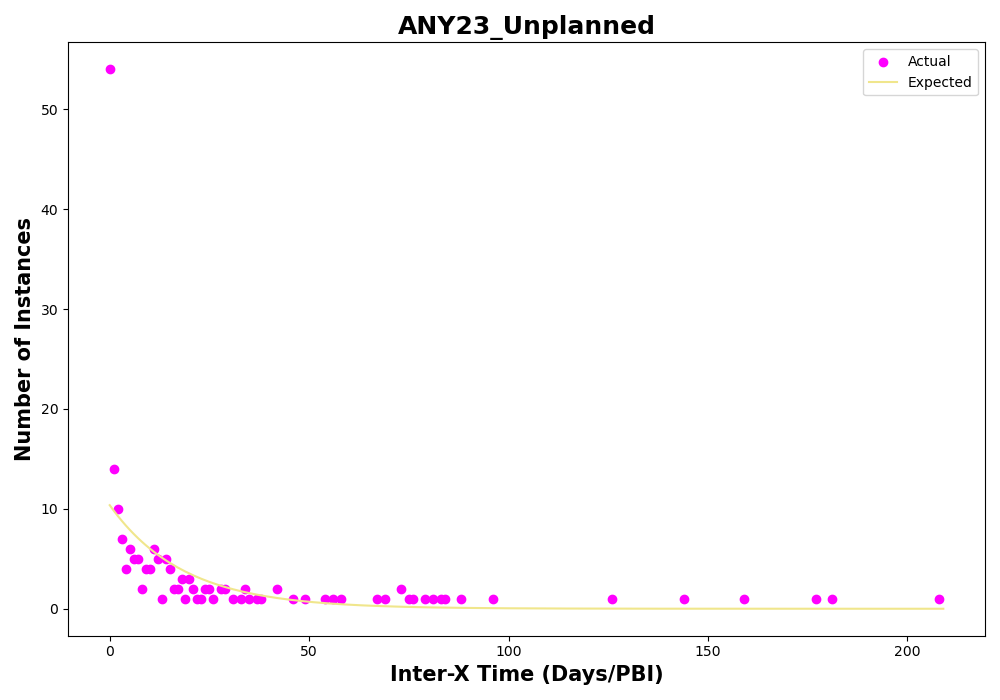 ANY23_Unplanned
Actual
Expected
Number of Instances
50
40
30
20
10
0
0 50 100 150 200
Inter-X Time (Days/PBI)